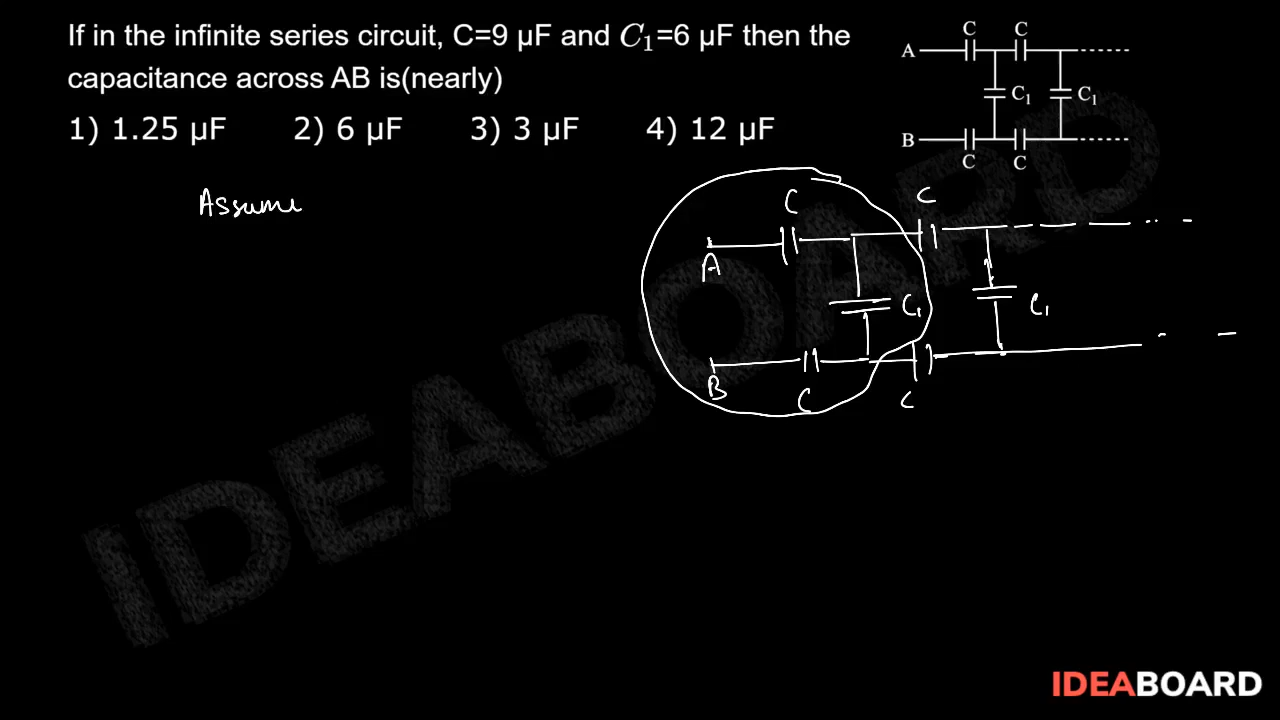 If in the infinite series circuit, C=9 μF and C₁=6 μF then the
capacitance across AB is(nearly)
1) 1.25 μF 2) 6 μF 3) 3 μF 4) 12 μF
C C
A
C₁ C₁
B
C C
Assume
C C
A
C₁ C₁
B
C C
IDEABOARD
IDEABOARD